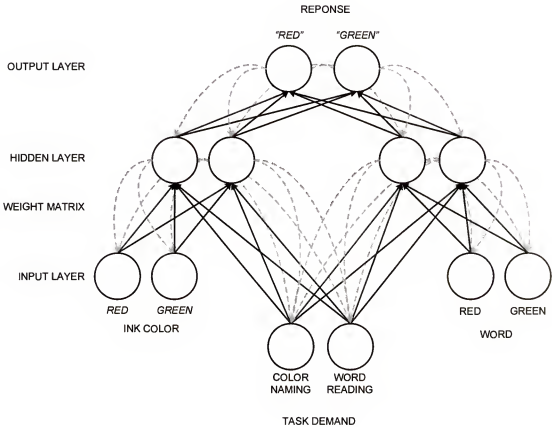 REPONSE
"RED" "GREEN"
OUTPUT LAYER
HIDDEN LAYER
WEIGHT MATRIX
INPUT LAYER
RED GREEN
INK COLOR
RED GREEN
WORD
COLOR NAMING
WORD READING
TASK DEMAND